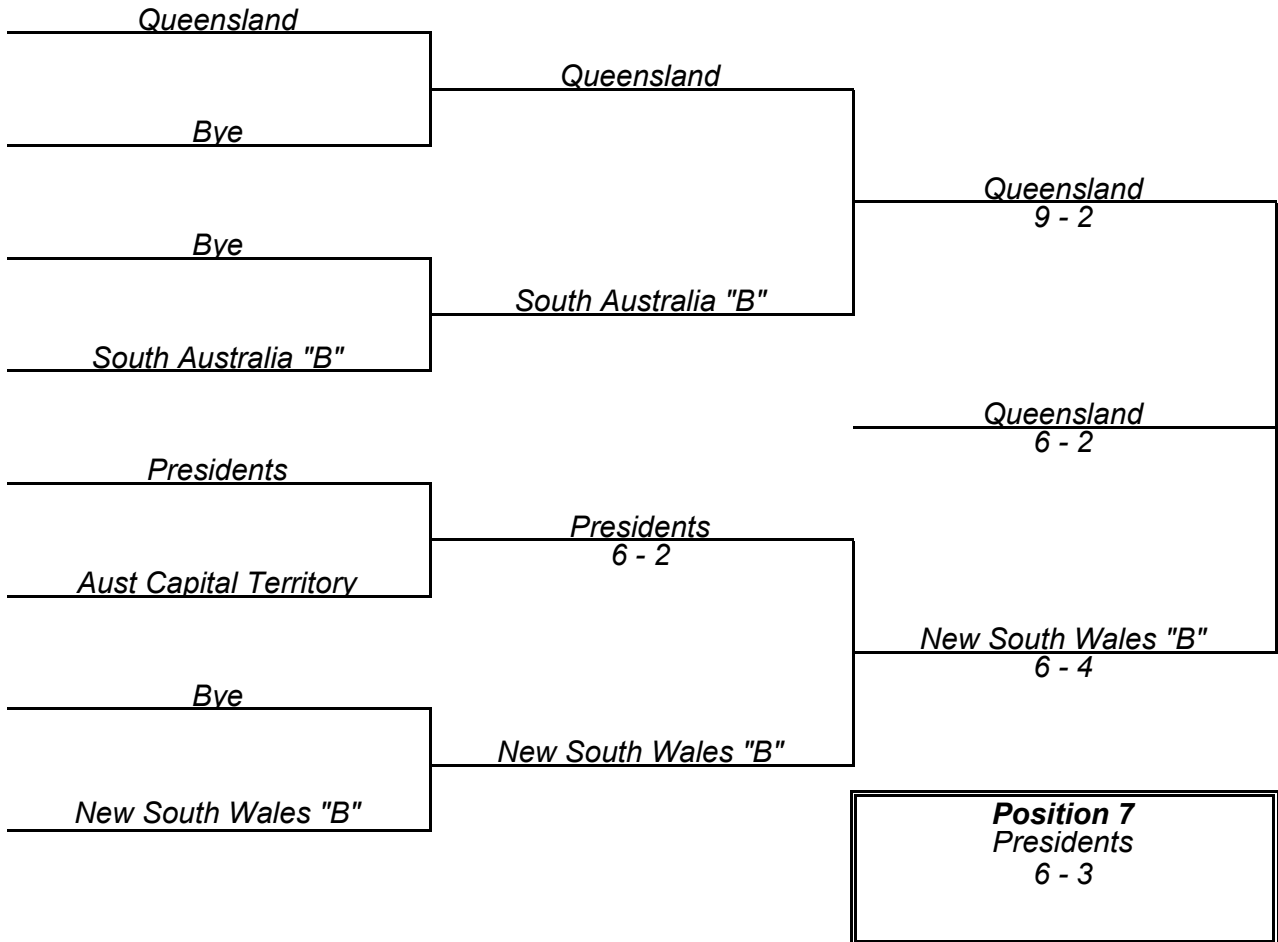 Queensland
Queensland
Bye
Queensland
9 - 2
Bye
South Australia "B"
South Australia "B"
Queensland
6 - 2
Presidents
Presidents
6 - 2
Aust Capital Territory
New South Wales "B"
6 - 4
Bye
New South Wales "B"
New South Wales "B"
Position 7
Presidents
6 - 3